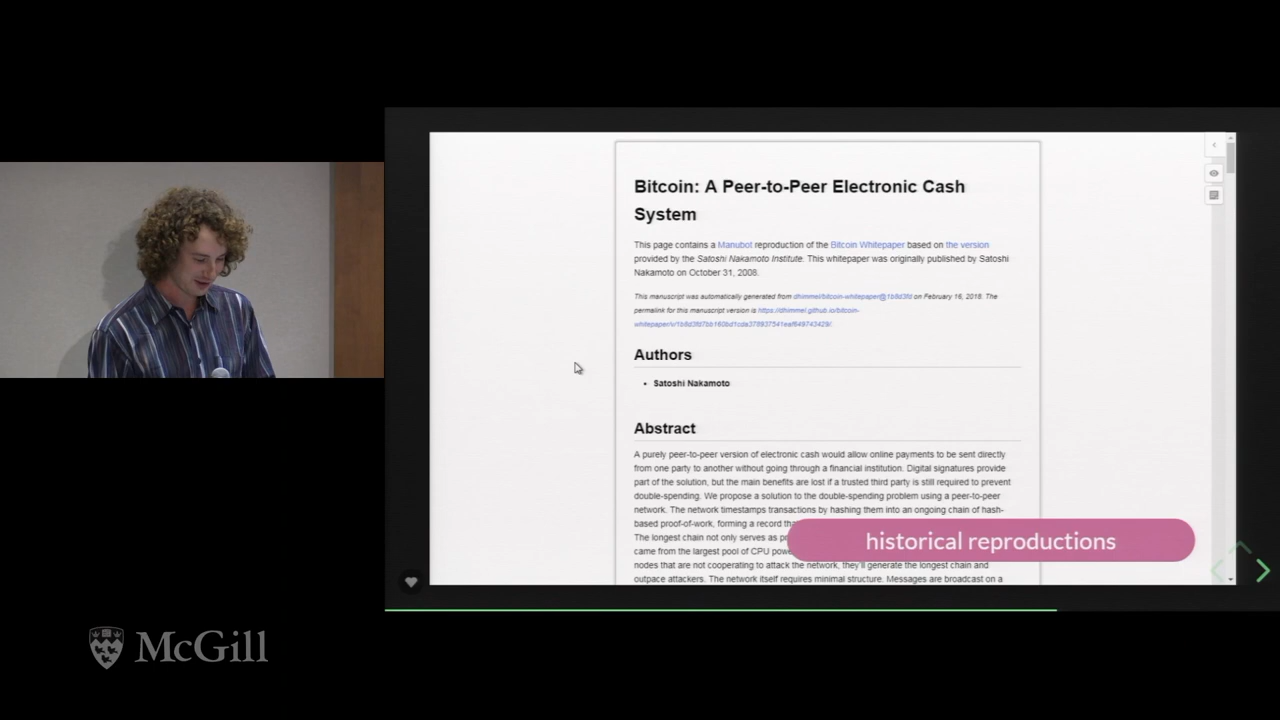 Bitcoin: A Peer-to-Peer Electronic Cash
System
This page contains a Manubot reproduction of the Bitcoin Whitepaper based on the version
provided by the Satoshi Nakamoto Institute. This whitepaper was originally published by Satoshi
Nakamoto on October 31, 2008.
This manuscript was automatically generated from dhimmel/bitcoin-whitepaper@1b8d3fd on February 16, 2018. The
permalink for this manuscript version is https://dhimmel.github.io/bitcoin-
Authors
• Satoshi Nakamoto
Abstract
A purely peer-to-peer version of electronic cash would allow online payments to be sent directly
from one party to another without going through a financial institution. Digital signatures provide
part of the solution, but the main benefits are lost if a trusted third party is still required to prevent
double-spending. We propose a solution to the double-spending problem using a peer-to-peer
network. The network timestamps transactions by hashing them into an ongoing chain of hash-
based proof-of-work, forming a record
The longest chain not only serves as
came from the largest pool of CPU
historical reproductions
nodes that are not cooperating to attack the network, they'll generate the longest chain and
outpace attackers. The network itself requires minimal structure. Messages are broadcast on a
McGill